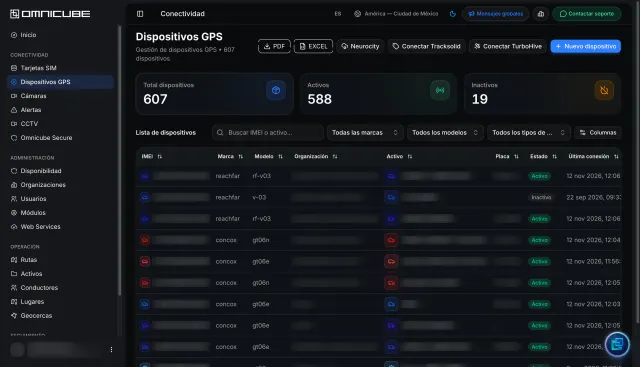 OMNICUBE
Conectividad
ES
América — Ciudad de México
Mensajes globales
Contactar soporte
Inicio
CONECTIVIDAD
Tarjetas SIM
Dispositivos GPS
Cámaras
Alertas
CCTV
Omnicube Secure
ADMINISTRACIÓN
Disponibilidad
Organizaciones
Usuarios
Módulos
Web Services
OPERACIÓN
Rutas
Activos
Conductores
Lugares
Geocercas
Dispositivos GPS
Gestión de dispositivos GPS • 607
dispositivos
PDF
EXCEL
Neurocity
Conectar Tracksolid
Conectar TurboHive
+ Nuevo dispositivo
Total dispositivos
607
Activos
588
Inactivos
19
Lista de dispositivos
Buscar IMEI o activo...
Todas las marcas
Todos los modelos
Todos los tipos de ...
Columnas
IMEI Marca Modelo Organización Activo Placa Estado Última conexión
reachfar rf-v03 Activo 12 nov 2026, 12:06
reachfar v-03 Inactivo 22 sep 2026, 09:3
reachfar rf-v03 Activo 12 nov 2026, 12:06
concox gt06n Activo 12 nov 2026, 12:04
concox gt06e Activo 12 nov 2026, 11:56
concox gt06n Activo 12 nov 2026, 12:05
concox gt06e Activo 12 nov 2026, 12:03
concox gt06e Activo 12 nov 2026, 12:05
concox gt06e Activo 12 nov 2026, 12:04